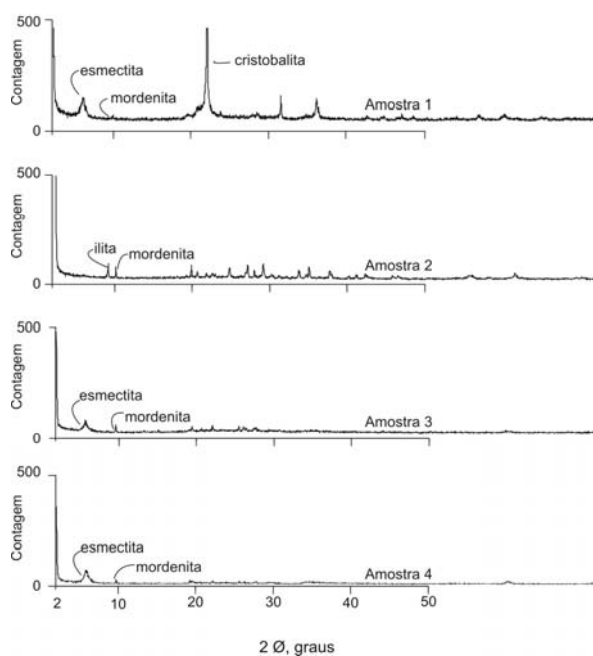 500
Contagem
0
esmectita
mordenita
cristobalita
Amostra 1
500
Contagem
0
ilita
mordenita
Amostra 2
500
Contagem
0
esmectita
mordenita
Amostra 3
500
Contagem
0
esmectita
mordenita
Amostra 4
2 10 20 30 40 50
2 Ø, graus